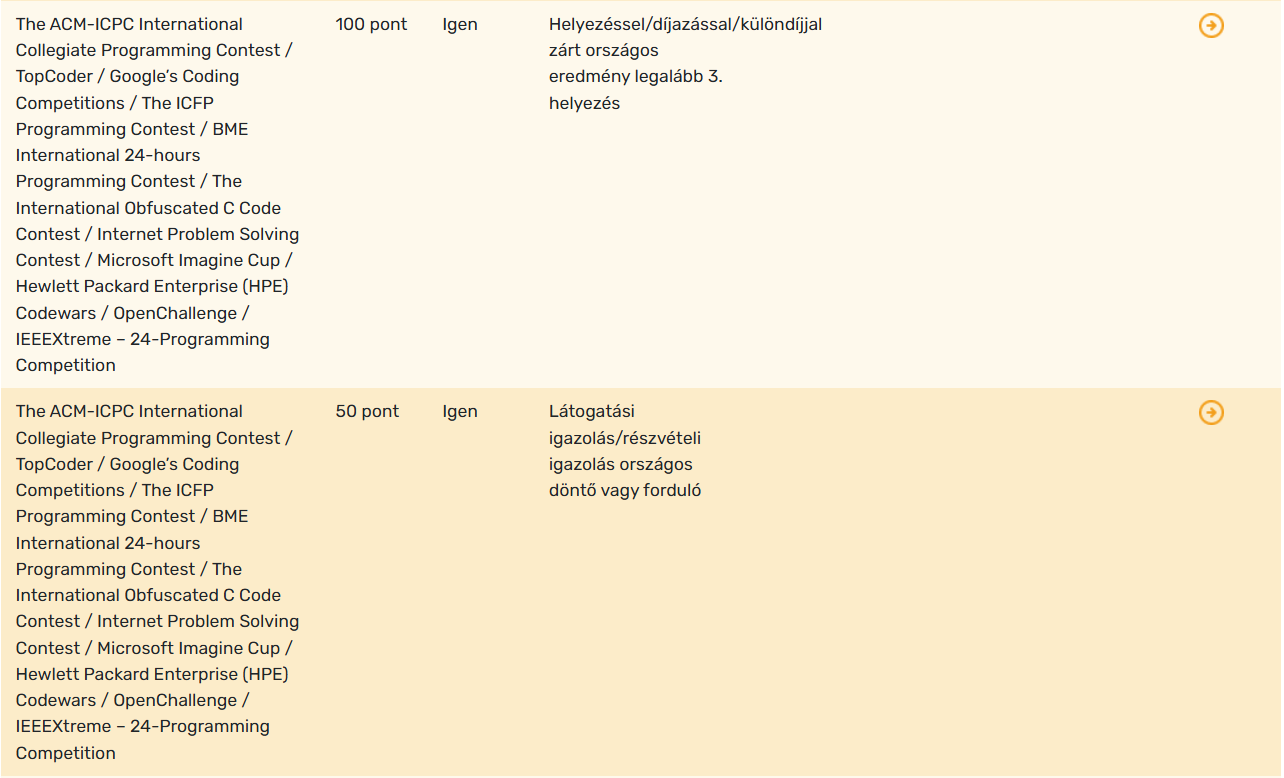 The ACM-ICPC International
Collegiate Programming Contest /
TopCoder / Google’s Coding
Competitions / The ICFP
Programming Contest / BME
International 24-hours
Programming Contest / The
International Obfuscated C Code
Contest / Internet Problem Solving
Contest / Microsoft Imagine Cup /
Hewlett Packard Enterprise (HPE)
Codewars / OpenChallenge /
IEEEXtreme – 24-Programming
Competition
100 pont
Igen
Helyezéssel/díjazással/különdíjjal
zárt országos
eredmény legalább 3.
helyezés
The ACM-ICPC International
Collegiate Programming Contest /
TopCoder / Google’s Coding
Competitions / The ICFP
Programming Contest / BME
International 24-hours
Programming Contest / The
International Obfuscated C Code
Contest / Internet Problem Solving
Contest / Microsoft Imagine Cup /
Hewlett Packard Enterprise (HPE)
Codewars / OpenChallenge /
IEEEXtreme – 24-Programming
Competition
50 pont
Igen
Látogatási
igazolás/részvételi
igazolás országos
döntő vagy forduló